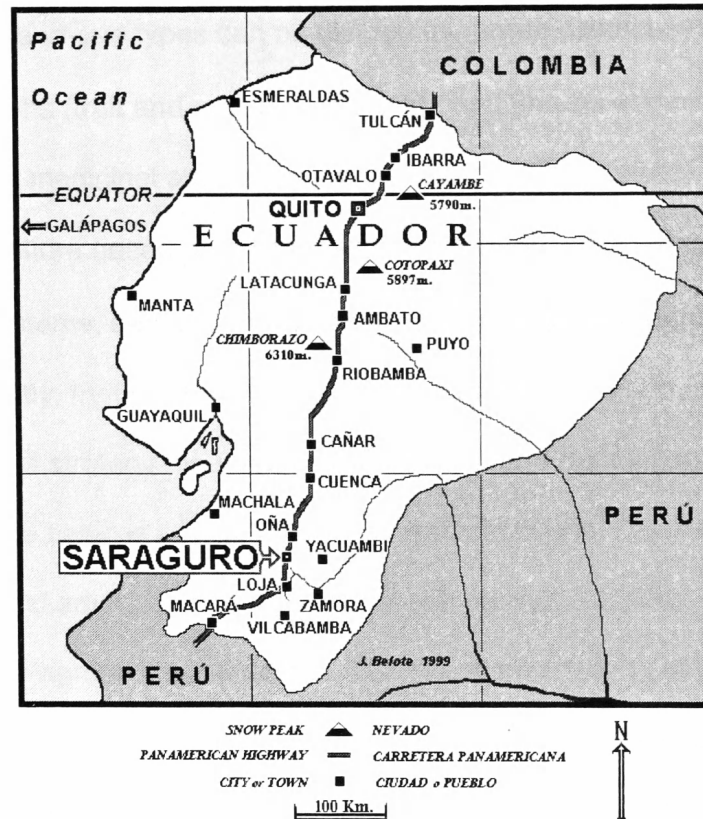 Pacific
Ocean
COLOMBIA
ESMERALDAS
TULCÁN
IBARRA
OTAVALO
EQUATOR
CAYAMBE
5790m.
QUITO
GALÁPAGOS
ECUADOR
COTOPAXI
5897m.
LATACUNGA
MANTA
AMBATO
CHIMBORAZO
6310m.
PUYO
RIOBAMBA
GUAYAQUIL
CAÑAR
CUENCA
MACHALA
PERÚ
OÑA
SARAGURO
YACUAMBI
LOJA
MACARÁ
ZAMORA
VILCABAMBA
PERÚ
J. Belote 1999
SNOW PEAK NEVADO
N
PANAMERICAN HIGHWAY CARRETERA PANAMERICANA
CITY or TOWN CIUDAD o PUEBLO
100 Km.